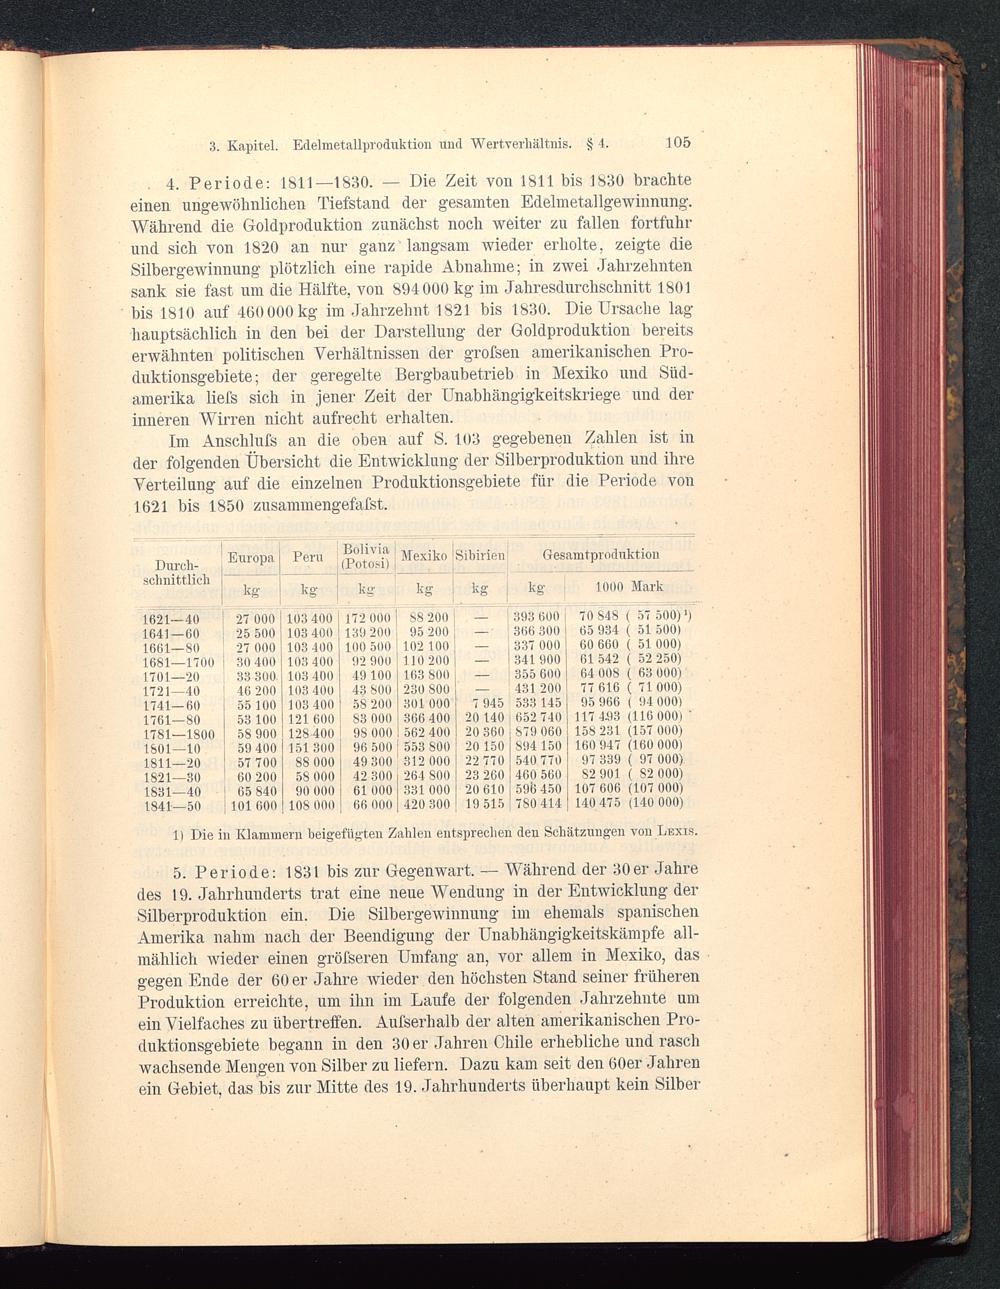 3. Kapitel. Edelmetallproduktion und Wertverhältnis. § 4. 105
4. Periode: 1811—1830. — Die Zeit von 1811 bis 1830 brachte
einen ungewöhnlichen Tiefstand der gesamten Edelmetallgewinnung.
Während die Goldproduktion zunächst noch weiter zu fallen fortfuhr
und sich von 1820 an nur ganz langsam wieder erholte, zeigte die
Silbergewinnung plötzlich eine rapide Abnahme; in zwei Jahrzehnten
sank sie fast um die Hälfte, von 894 000 kg im Jahresdurchschnitt 1801
bis 1810 auf 460 000 kg im Jahrzehnt 1821 bis 1830. Die Ursache lag
hauptsächlich in den bei der Darstellung der Goldproduktion bereits
erwähnten politischen Verhältnissen der groſsen amerikanischen Pro-
duktionsgebiete; der geregelte Bergbaubetrieb in Mexiko und Süd-
amerika lieſs sich in jener Zeit der Unabhängigkeitskriege und der
inneren Wirren nicht aufrecht erhalten.
Im Anschluſs an die oben auf S. 103 gegebenen Zahlen ist in
der folgenden Übersicht die Entwicklung der Silberproduktion und ihre
Verteilung auf die einzelnen Produktionsgebiete für die Periode von
1621 bis 1850 zusammengefaſst.
Durch-
schnittlich Europa Peru Bolivia (Potosi) Mexiko Sibirien Gesamtproduktion
kg kg kg kg kg kg 1000 Mark
1621—40 27 000 103 400 172 000 88 200 — 393 600 70 848 ( 57 500) ¹)
1641—60 25 500 103 400 139 200 95 200 — 366 300 65 934 ( 51 500)
1661—80 27 000 103 400 100 500 102 100 — 337 000 60 660 ( 51 000)
1681—1700 30 400 103 400 92 900 110 200 — 341 900 61 542 ( 52 250)
1701—20 33 300 103 400 49 100 163 800 — 355 600 64 008 ( 63 000)
1721—40 46 200 103 400 43 800 230 800 — 431 200 77 616 ( 71 000)
1741—60 55 100 103 400 58 200 301 000 7 945 533 145 95 966 ( 94 000)
1761—80 53 100 121 600 83 000 366 400 20 140 652 740 117 493 (116 000)
1781—1800 58 900 128 400 98 000 562 400 20 360 879 060 158 231 (157 000)
1801—10 59 400 151 300 96 500 553 800 20 150 894 150 160 947 (160 000)
1811—20 57 700 88 000 49 300 312 000 22 770 540 770 97 339 ( 97 000)
1821—30 60 200 58 000 42 300 264 800 23 260 460 560 82 901 ( 82 000)
1831—40 65 840 90 000 61 000 331 000 20 610 596 450 107 606 (107 000)
1841—50 101 600 108 000 66 000 420 300 19 515 780 414 140 475 (140 000)
1) Die in Klammern beigefügten Zahlen entsprechen den Schätzungen von LEXIS.
5. Periode: 1831 bis zur Gegenwart. — Während der 30 er Jahre
des 19. Jahrhunderts trat eine neue Wendung in der Entwicklung der
Silberproduktion ein. Die Silbergewinnung im ehemals spanischen
Amerika nahm nach der Beendigung der Unabhängigkeitskämpfe all-
mählich wieder einen gröſseren Umfang an, vor allem in Mexiko, das
gegen Ende der 60 er Jahre wieder den höchsten Stand seiner früheren
Produktion erreichte, um ihn im Laufe der folgenden Jahrzehnte um
ein Vielfaches zu übertreffen. Auſserhalb der alten amerikanischen Pro-
duktionsgebiete begann in den 30 er Jahren Chile erhebliche und rasch
wachsende Mengen von Silber zu liefern. Dazu kam seit den 60er Jahren
ein Gebiet, das bis zur Mitte des 19. Jahrhunderts überhaupt kein Silber